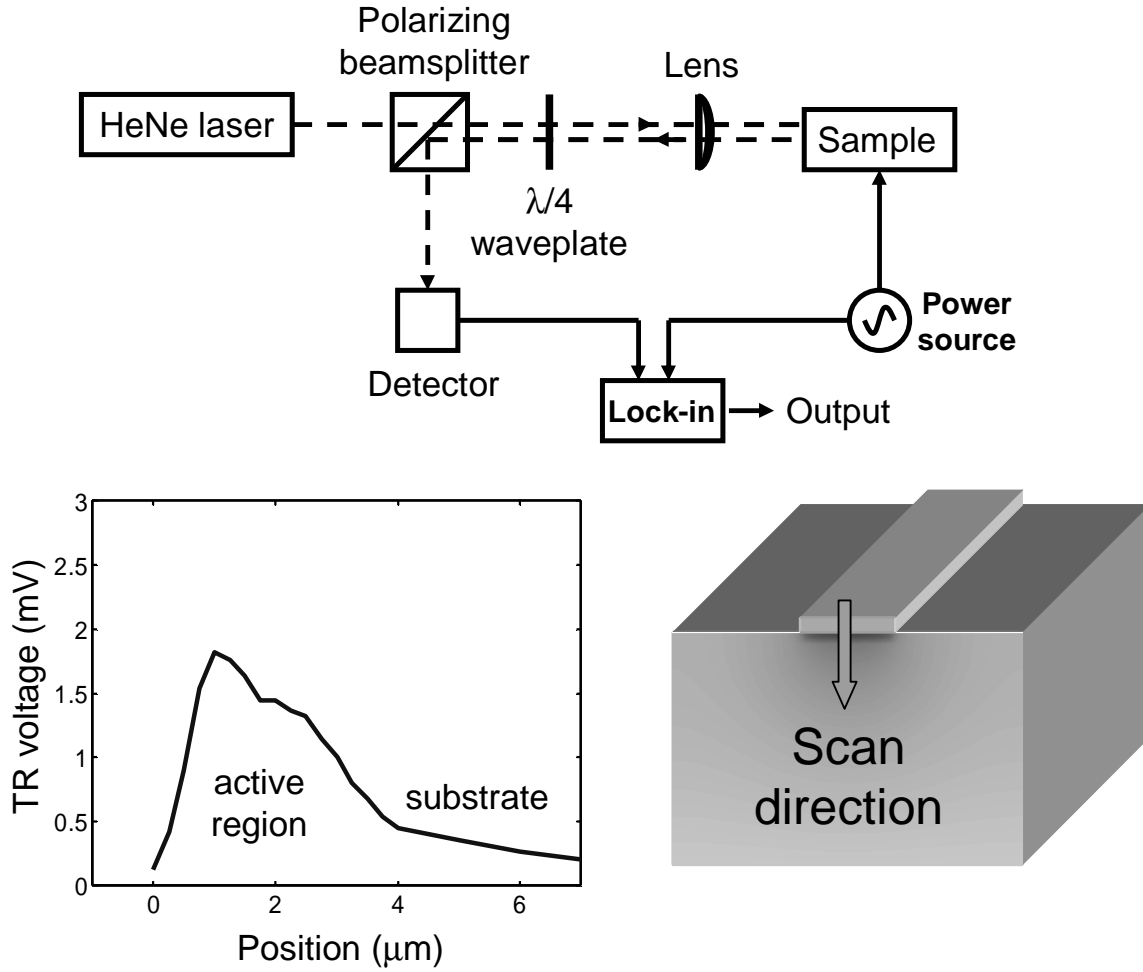 Polarizing
beamsplitter
Lens
HeNe laser
Sample
λ/4
waveplate
Power
source
Detector
Lock-in
Output
3
2.5
2
1.5
1
0.5
0
TR voltage (mV)
active
region
substrate
0
2
4
6
Position (μm)
Scan
direction